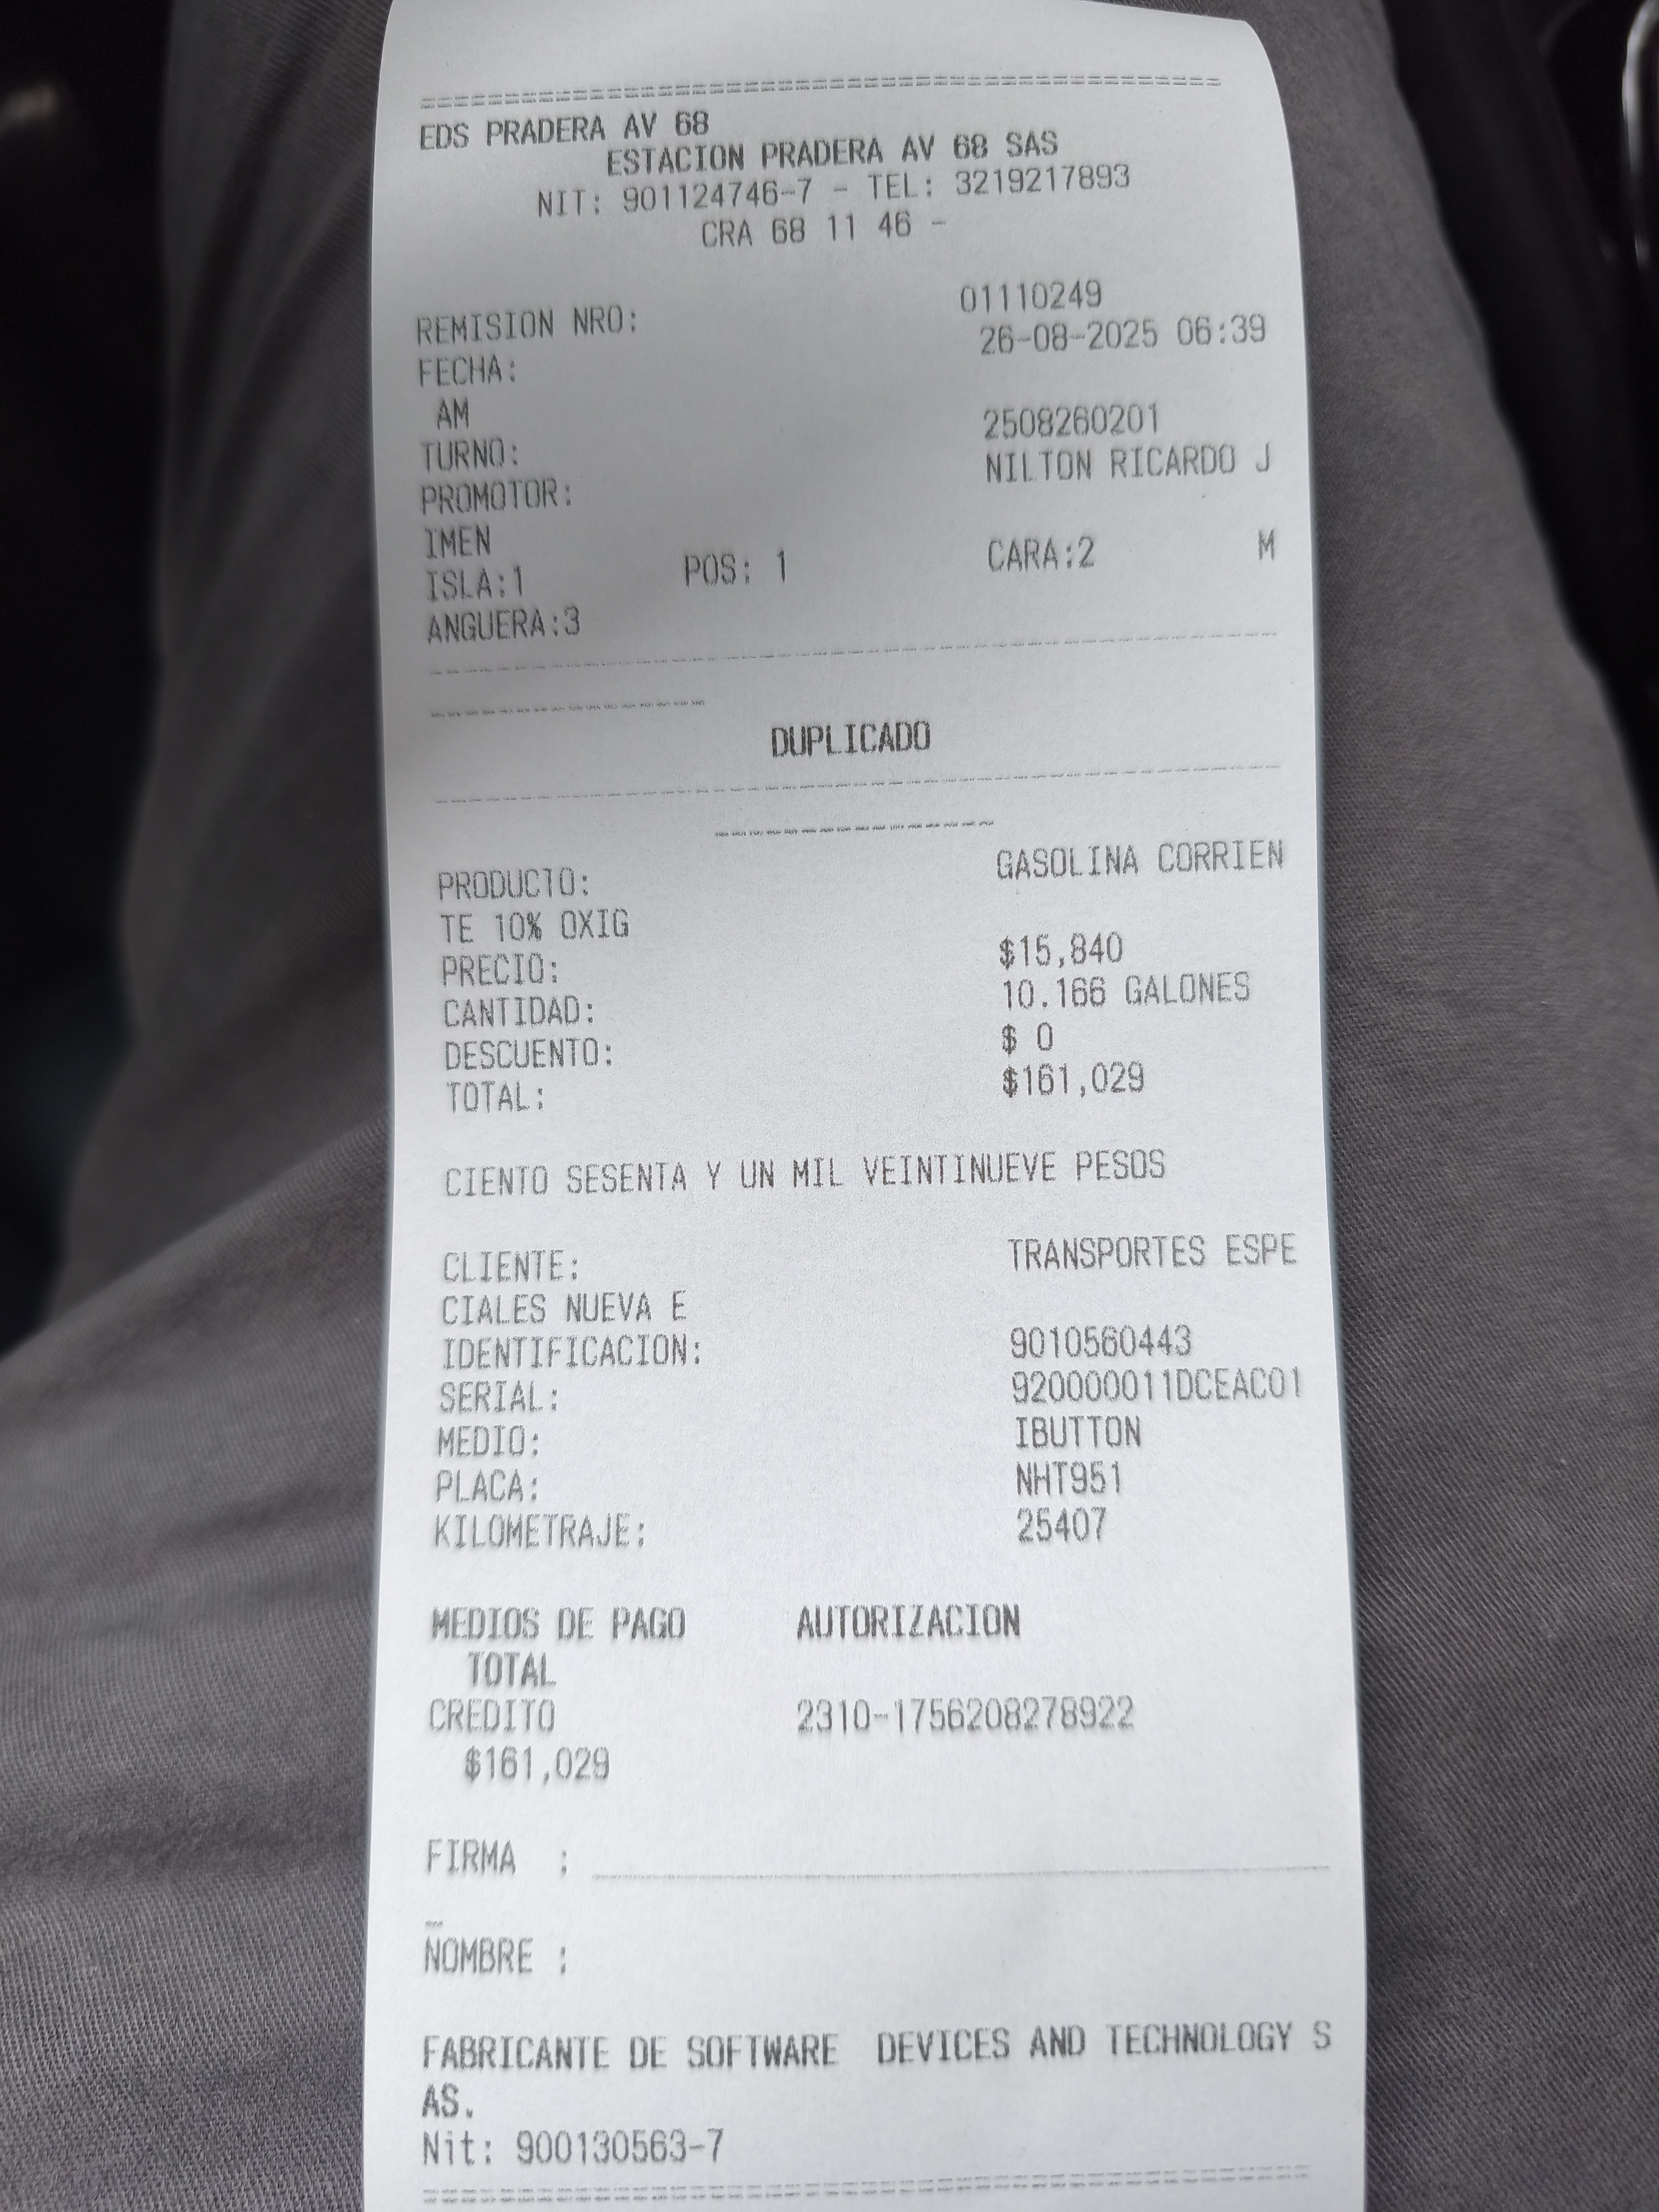 EDS PRADERA AV 68
ESTACION PRADERA AV 68 SAS
NIT: 901124746-7 - TEL: 3219217893
CRA 68 11 46 -
REMISION NRO: 01110249
FECHA: 26-08-2025 06:39
AM
TURNO: 2508260201
PROMOTOR: NILTON RICARDO J
IMEN
ISLA:1 POS: 1 CARA:2 M
ANGUERA:3
DUPLICADO
PRODUCTO: GASOLINA CORRIEN
TE 10% OXIG
PRECIO: $15,840
CANTIDAD: 10.166 GALONES
DESCUENTO: $ 0
TOTAL: $161,029
CIENTO SESENTA Y UN MIL VEINTINUEVE PESOS
CLIENTE: TRANSPORTES ESPE
CIALES NUEVA E
IDENTIFICACION: 9010560443
SERIAL: 920000011DCEAC01
MEDIO: IBUTTON
PLACA: NHT951
KILOMETRAJE: 25407
MEDIOS DE PAGO AUTORIZACION
TOTAL
CREDITO 2310-1756208278922
$161,029
FIRMA :
NOMBRE :
FABRICANTE DE SOFTWARE DEVICES AND TECHNOLOGY S
AS.
Nit: 900130563-7